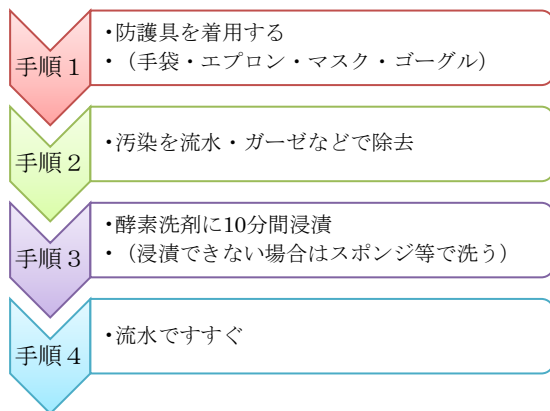 手順１
・防護具を着用する
・（手袋・エプロン・マスク・ゴーグル）
手順２
・汚染を流水・ガーゼなどで除去
手順３
・酵素洗剤に10分間浸漬
・（浸漬できない場合はスポンジ等で洗う）
手順４
・流水ですすぐ